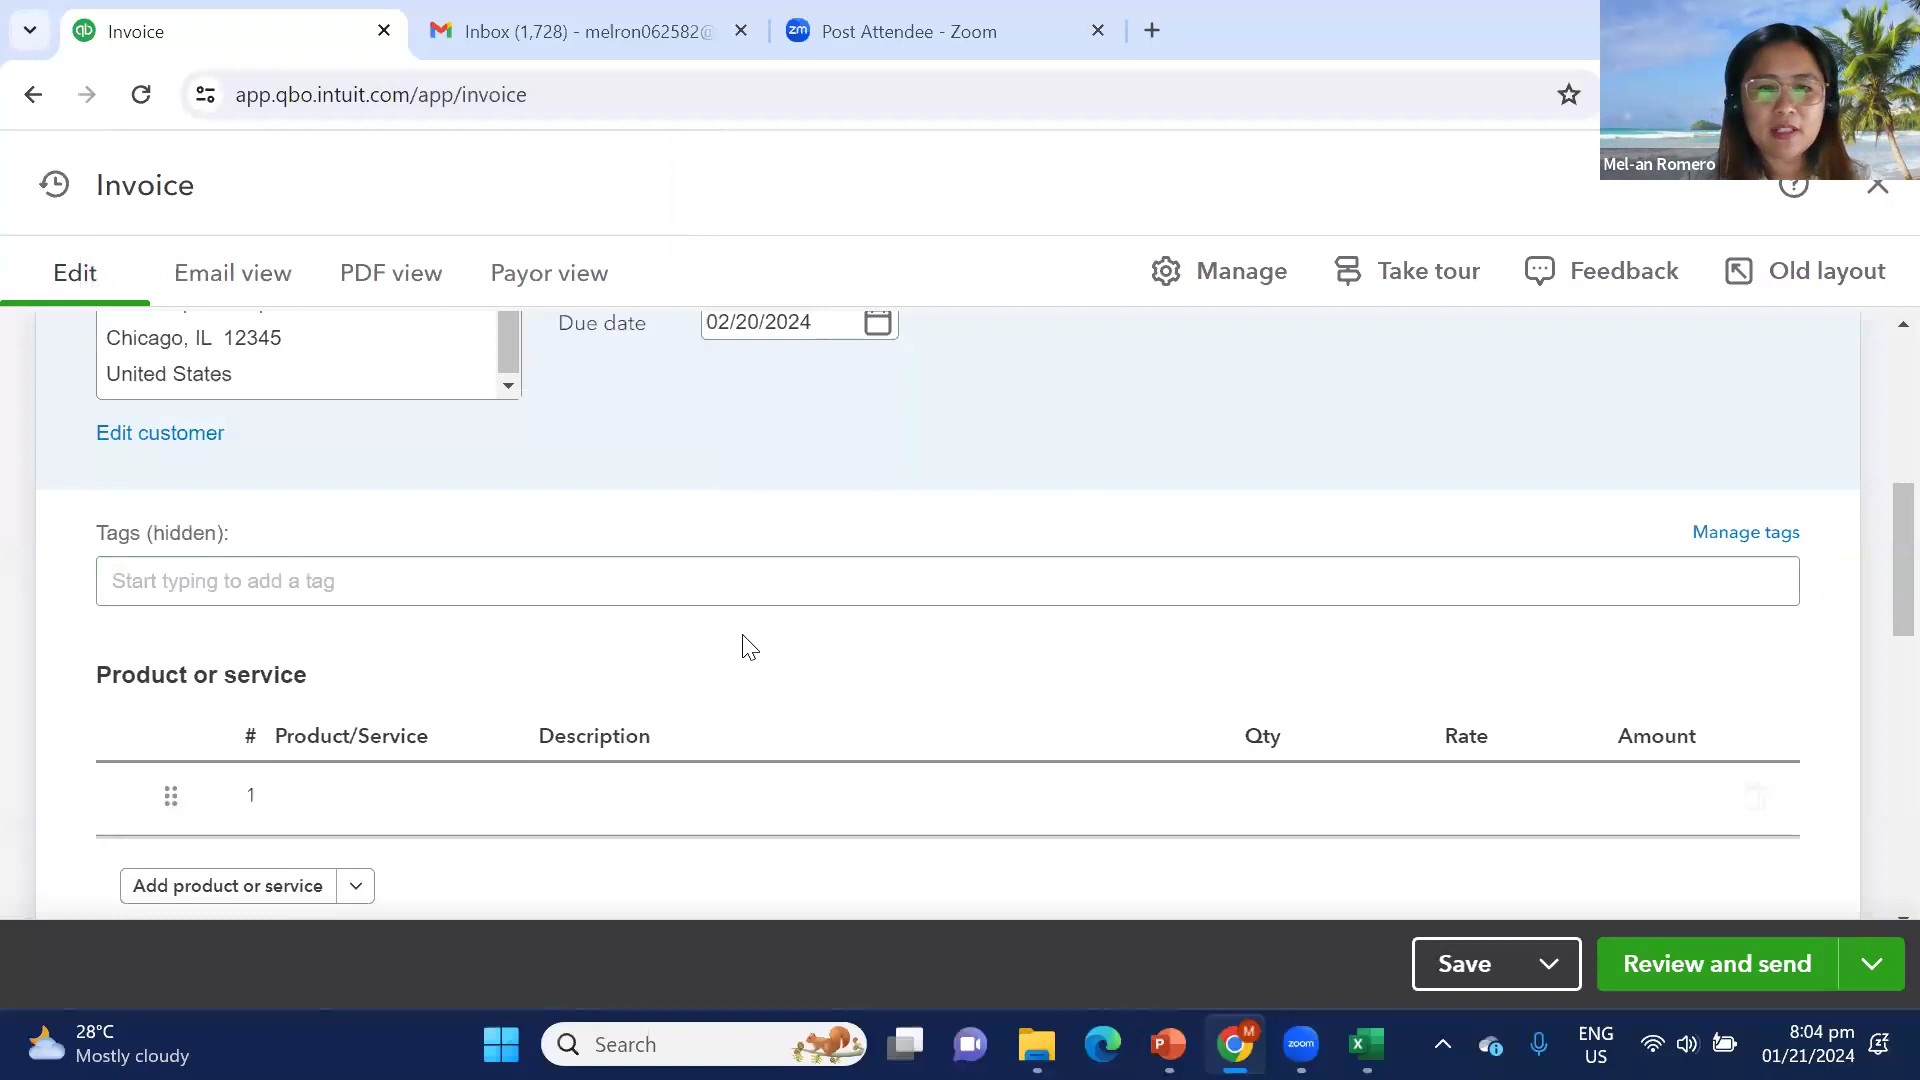 Invoice
Inbox (1,728) - melron062582@
Post Attendee - Zoom
app.qbo.intuit.com/app/invoice
Mel-an Romero
Invoice
Edit
Email view
PDF view
Payor view
Manage
Take tour
Feedback
Old layout
Chicago, IL 12345
United States
Due date
02/20/2024
Edit customer
Tags (hidden):
Manage tags
Start typing to add a tag
Product or service
# Product/Service Description Qty Rate Amount
1
Add product or service
Save
Review and send
28°C
Mostly cloudy
Search
zoom
ENG
US
8:04 pm
01/21/2024